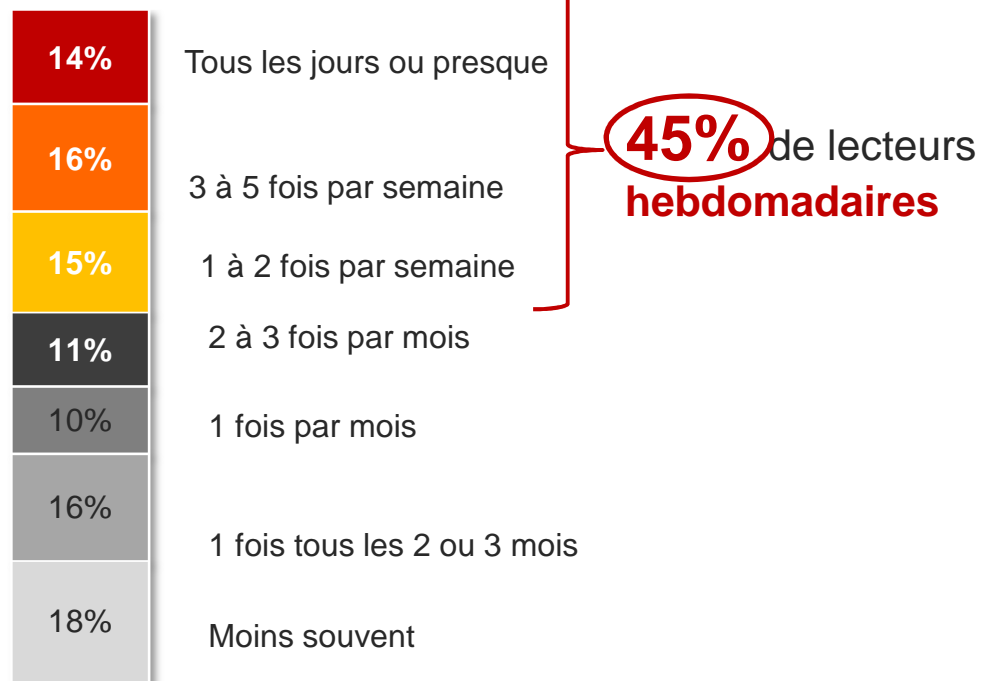 14% Tous les jours ou presque
45% de lecteurs
hebdomadaires
16% 3 à 5 fois par semaine
15% 1 à 2 fois par semaine
11% 2 à 3 fois par mois
10% 1 fois par mois
16% 1 fois tous les 2 ou 3 mois
18% Moins souvent